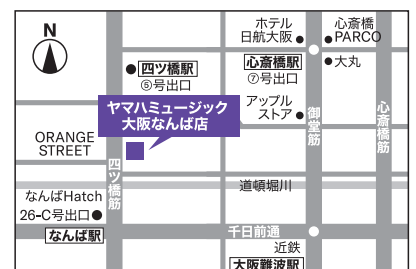 N
ホテル
日航大阪
心斎橋
PARCO
四ツ橋駅
⑤号出口
心斎橋駅
⑦号出口
大丸
ヤマハミュージック
大阪なんば店
アップル
ストア
御堂筋
心斎橋筋
ORANGE
STREET
四ツ橋筋
道頓堀川
なんばHatch
26-C号出口
なんば駅
千日前通
近鉄
大阪難波駅